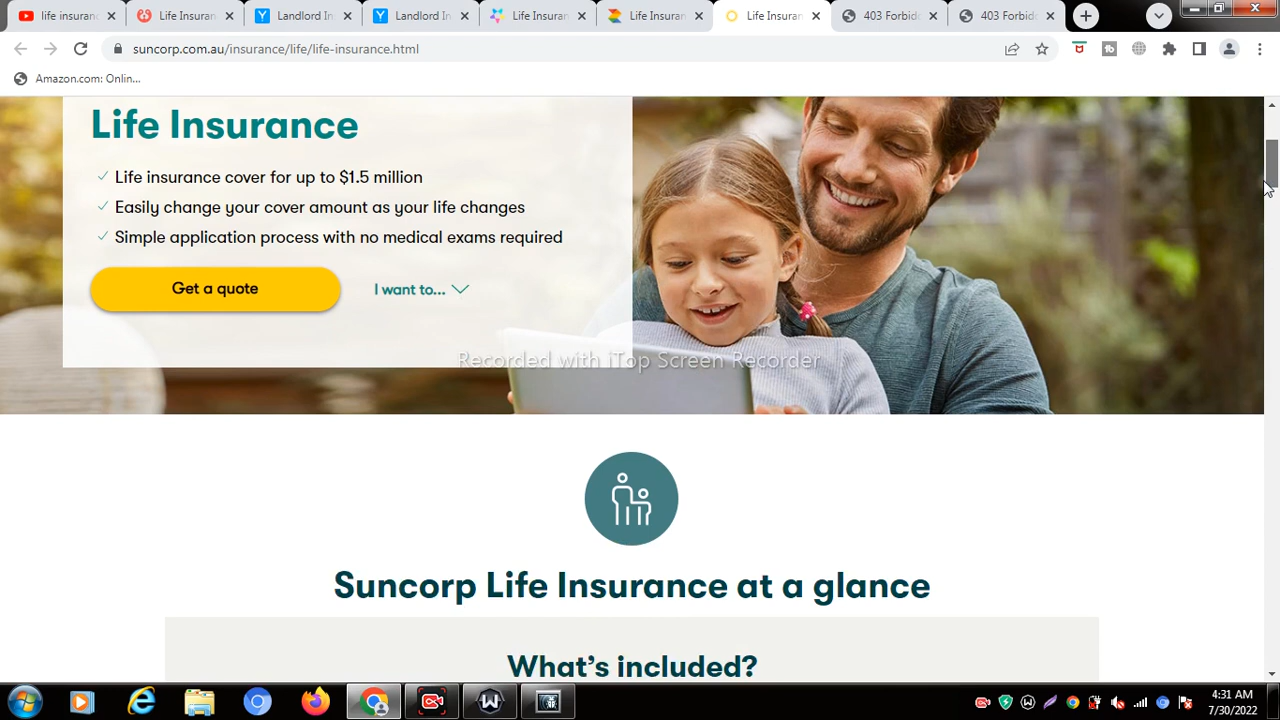 life insuranc
Life Insuran
Landlord In
Landlord In
Life Insuran
Life Insuran
Life Insuran
403 Forbid
403 Forbid
suncorp.com.au/insurance/life/life-insurance.html
Amazon.com: Onlin...
Life Insurance
Life insurance cover for up to $1.5 million
Easily change your cover amount as your life changes
Simple application process with no medical exams required
Get a quote
I want to...
Recorded with iTop Screen Recorder
Suncorp Life Insurance at a glance
What's included?
4:31 AM
7/30/2022